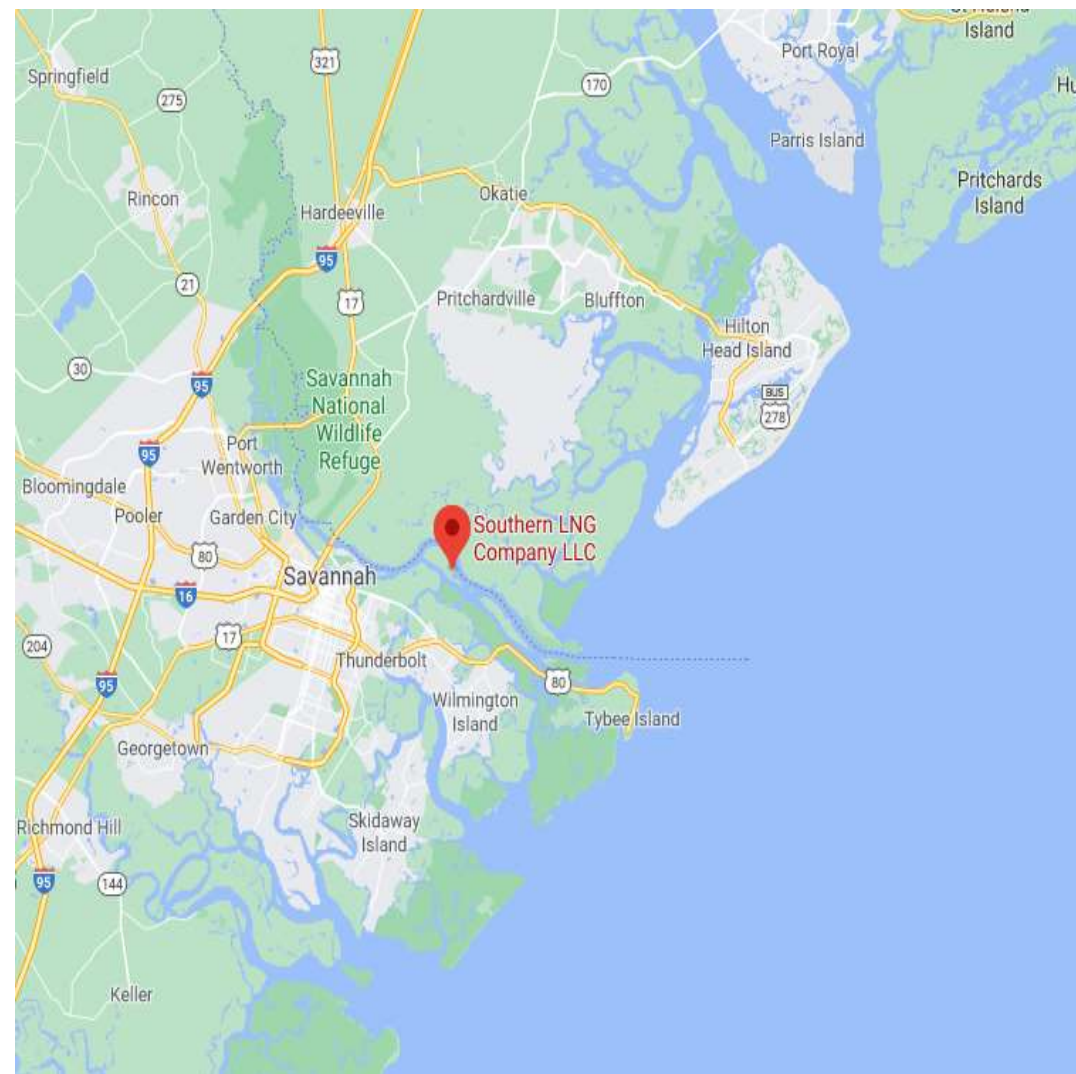 St Helena
Island
Port Royal
321
Springfield
170
275
Hu
Parris Island
Pritchards
Island
Rincon
Okatie
Hardeeville
95
21
17
Pritchardville
Bluffton
Hilton
Head Island
30
Savannah
National
Wildlife
Refuge
95
BUS
278
Port
Wentworth
95
Bloomingdale
Pooler
Garden City
Southern LNG
Company LLC
80
Savannah
16
17
204
Thunderbolt
95
80
Wilmington
Island
Tybee Island
Georgetown
Richmond Hill
Skidaway
Island
95
144
Keller